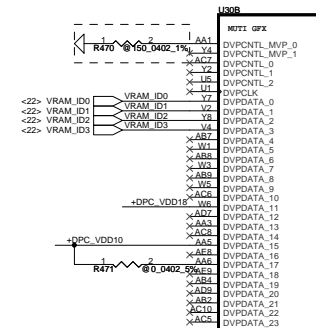 U30B
MUTI GFX
1 2 AA1 DVPCNTL_MVP_0
R470 @150_0402_1% Y4 DVPCNTL_MVP_1
AC7 DVPCNTL_0
Y2 DVPCNTL_1
U5 DVPCNTL_2
U1 DVPCLK
<22> VRAM_ID0 VRAM_ID0 Y7 DVPDATA_0
<22> VRAM_ID1 VRAM_ID1 V2 DVPDATA_1
<22> VRAM_ID2 VRAM_ID2 Y8 DVPDATA_2
<22> VRAM_ID3 VRAM_ID3 V4 DVPDATA_3
AB7 DVPDATA_4
W1 DVPDATA_5
AB8 DVPDATA_6
W3 DVPDATA_7
AB9 DVPDATA_8
W5 DVPDATA_9
AC6 DVPDATA_10
+DPC_VDD18 W6 DVPDATA_11
AD7 DVPDATA_12
AA3 DVPDATA_13
AC8 DVPDATA_14
+DPC_VDD10 AA5 DVPDATA_15
AE8 DVPDATA_16
1 2 AA6 DVPDATA_17
R471 @0_0402_5% AE9 DVPDATA_18
AB4 DVPDATA_19
AD9 DVPDATA_20
AB2 DVPDATA_21
AC10 DVPDATA_22
AC5 DVPDATA_23